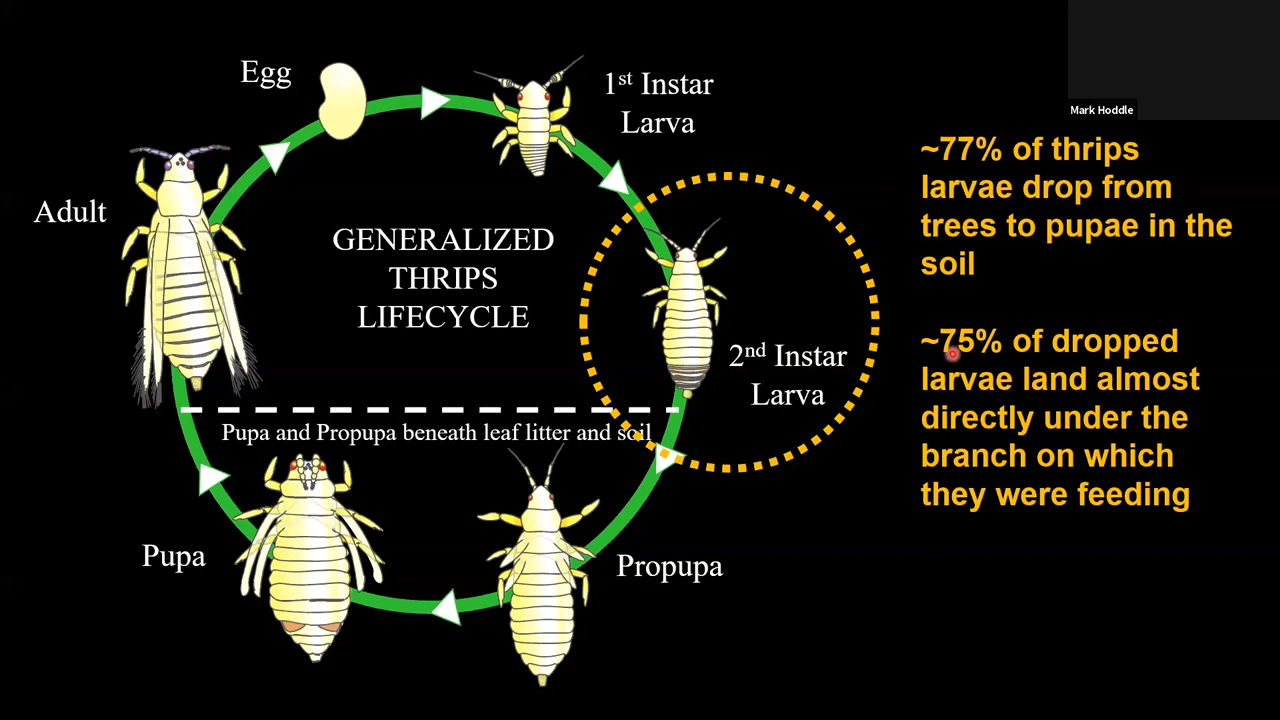 Mark Hoddle
Egg
1st Instar
Larva
Adult
GENERALIZED
THRIPS
LIFECYCLE
2nd Instar
Larva
Pupa and Propupa beneath leaf litter and soil
Pupa
Propupa
~77% of thrips
larvae drop from
trees to pupae in the
soil
~75% of dropped
larvae land almost
directly under the
branch on which
they were feeding